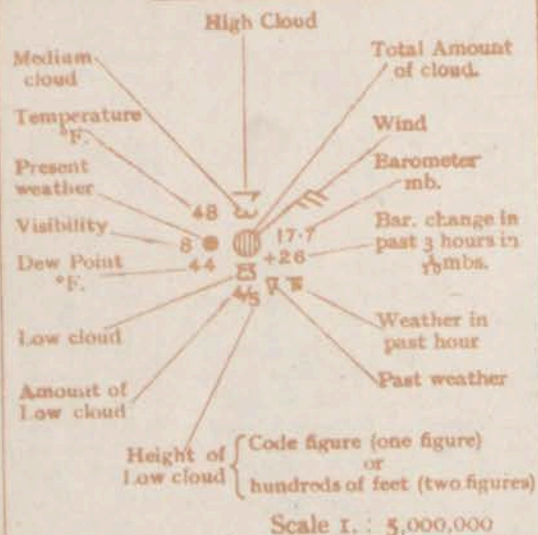 High Cloud
Medium
cloud
Total Amount
of cloud.
Temperature
°F.
Wind
Present
weather
Barometer
mb.
48
Visibility
8
17·7
Bar. change in
past 3 hours in
1/10 mbs.
+26
Dew Point
°F.
44
4/5
Low cloud
Weather in
past hour
Amount of
Low cloud
Past weather
Height of
Low cloud
Code figure (one figure)
or
hundreds of feet (two figures)
Scale 1. : 5,000,000